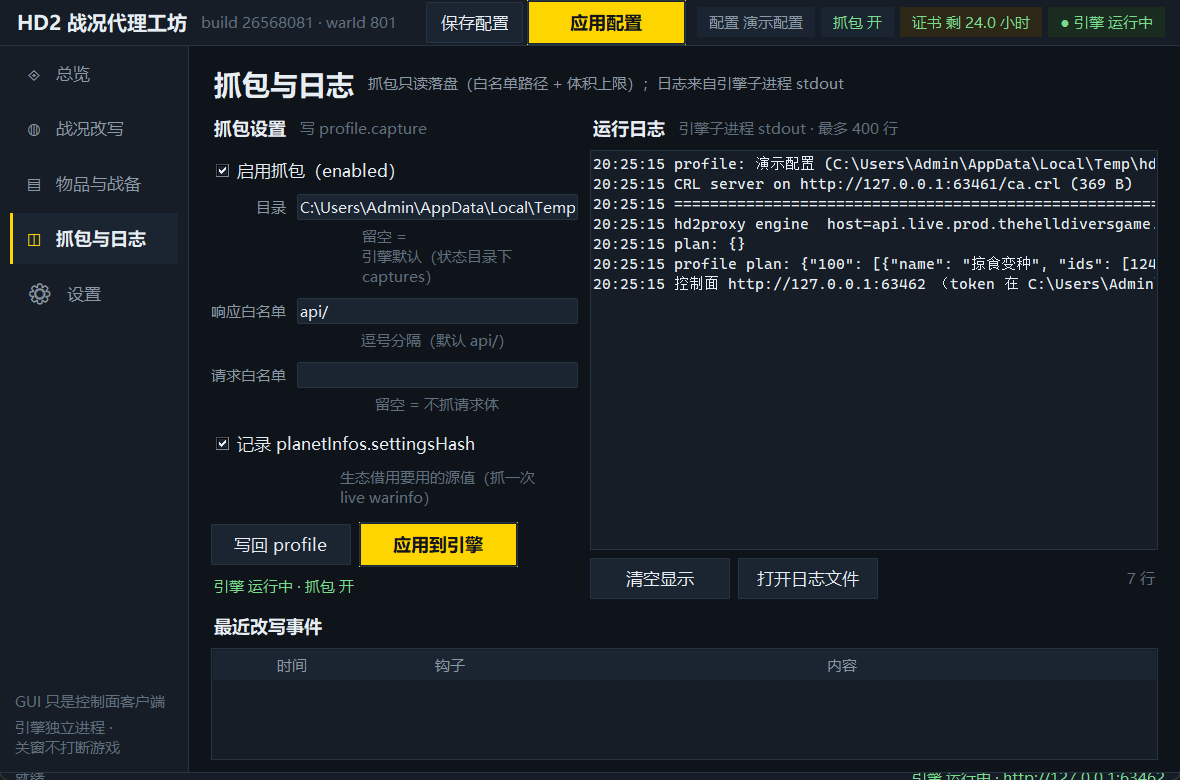 HD2 战况代理工坊 build 26568081 · warld 801 保存配置 应用配置 配置 演示配置 抓包 开 证书 剩 24.0 小时 ● 引擎 运行中
总览
战况改写
物品与战备
抓包与日志
设置
抓包与日志 抓包只读落盘（白名单路径 + 体积上限）；日志来自引擎子进程 stdout
抓包设置 写 profile.capture
启用抓包（enabled）
目录 C:\Users\Admin\AppData\Local\Temp
留空 =
引擎默认（状态目录下
captures）
响应白名单 api/
逗号分隔（默认 api/）
请求白名单
留空 = 不抓请求体
记录 planetInfos.settingsHash
生态借用要用的源值（抓一次
live warinfo）
写回 profile 应用到引擎
引擎 运行中 · 抓包 开
运行日志 引擎子进程 stdout · 最多 400 行
20:25:15 profile: 演示配置 (C:\Users\Admin\AppData\Local\Temp\hd
20:25:15 CRL server on http://127.0.0.1:63461/ca.crl (369 B)
20:25:15 ======================================================
20:25:15 hd2proxy engine  host=api.live.prod.thehelldiversgame.
20:25:15 plan: {}
20:25:15 profile plan: {"100": [{"name": "掠食变种", "ids": [124
20:25:15 控制面 http://127.0.0.1:63462 （token 在 C:\Users\Admin
清空显示 打开日志文件 7 行
最近改写事件
时间 钩子 内容
GUI 只是控制面客户端
引擎独立进程 ·
关窗不打断游戏
就绪 引擎 运行中 · http://127.0.0.1:63462